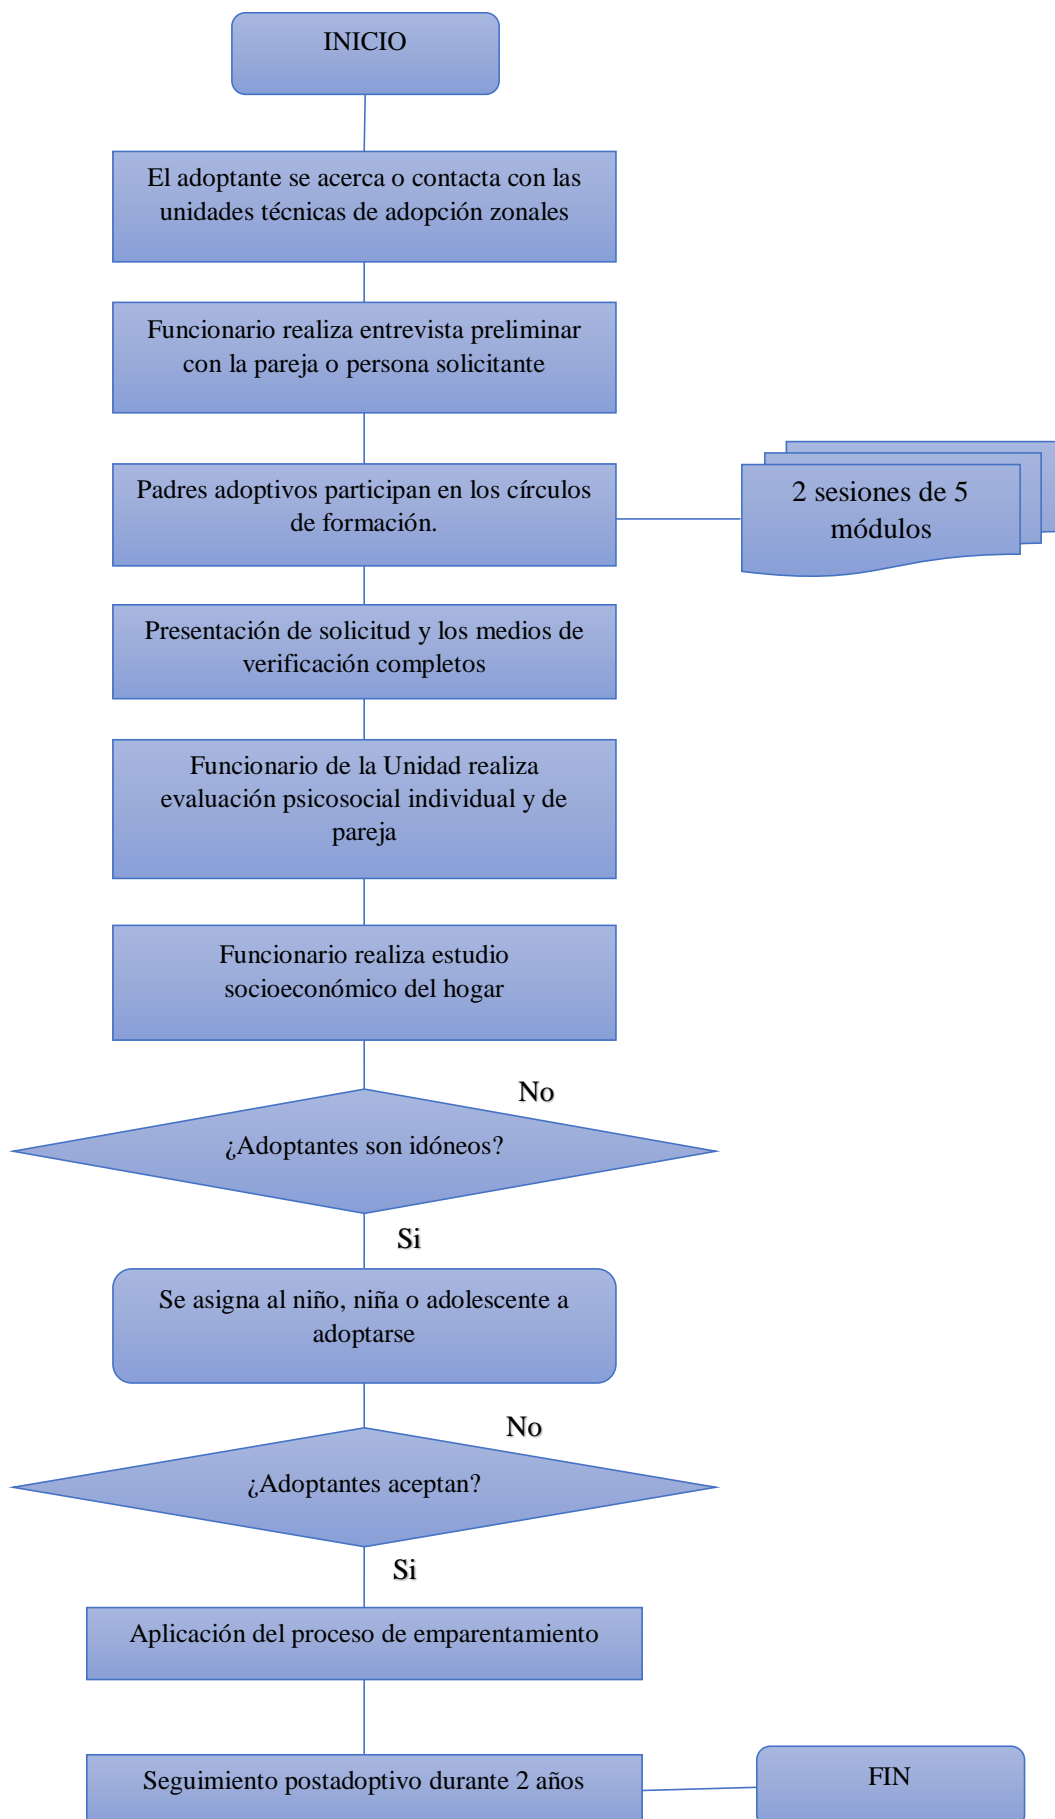 INICIO
El adoptante se acerca o contacta con las
unidades técnicas de adopción zonales
Funcionario realiza entrevista preliminar
con la pareja o persona solicitante
Padres adoptivos participan en los círculos
de formación.
2 sesiones de 5
módulos
Presentación de solicitud y los medios de
verificación completos
Funcionario de la Unidad realiza
evaluación psicosocial individual y de
pareja
Funcionario realiza estudio
socioeconómico del hogar
No
¿Adoptantes son idóneos?
Si
Se asigna al niño, niña o adolescente a
adoptarse
No
¿Adoptantes aceptan?
Si
Aplicación del proceso de emparentamiento
Seguimiento postadoptivo durante 2 años
FIN